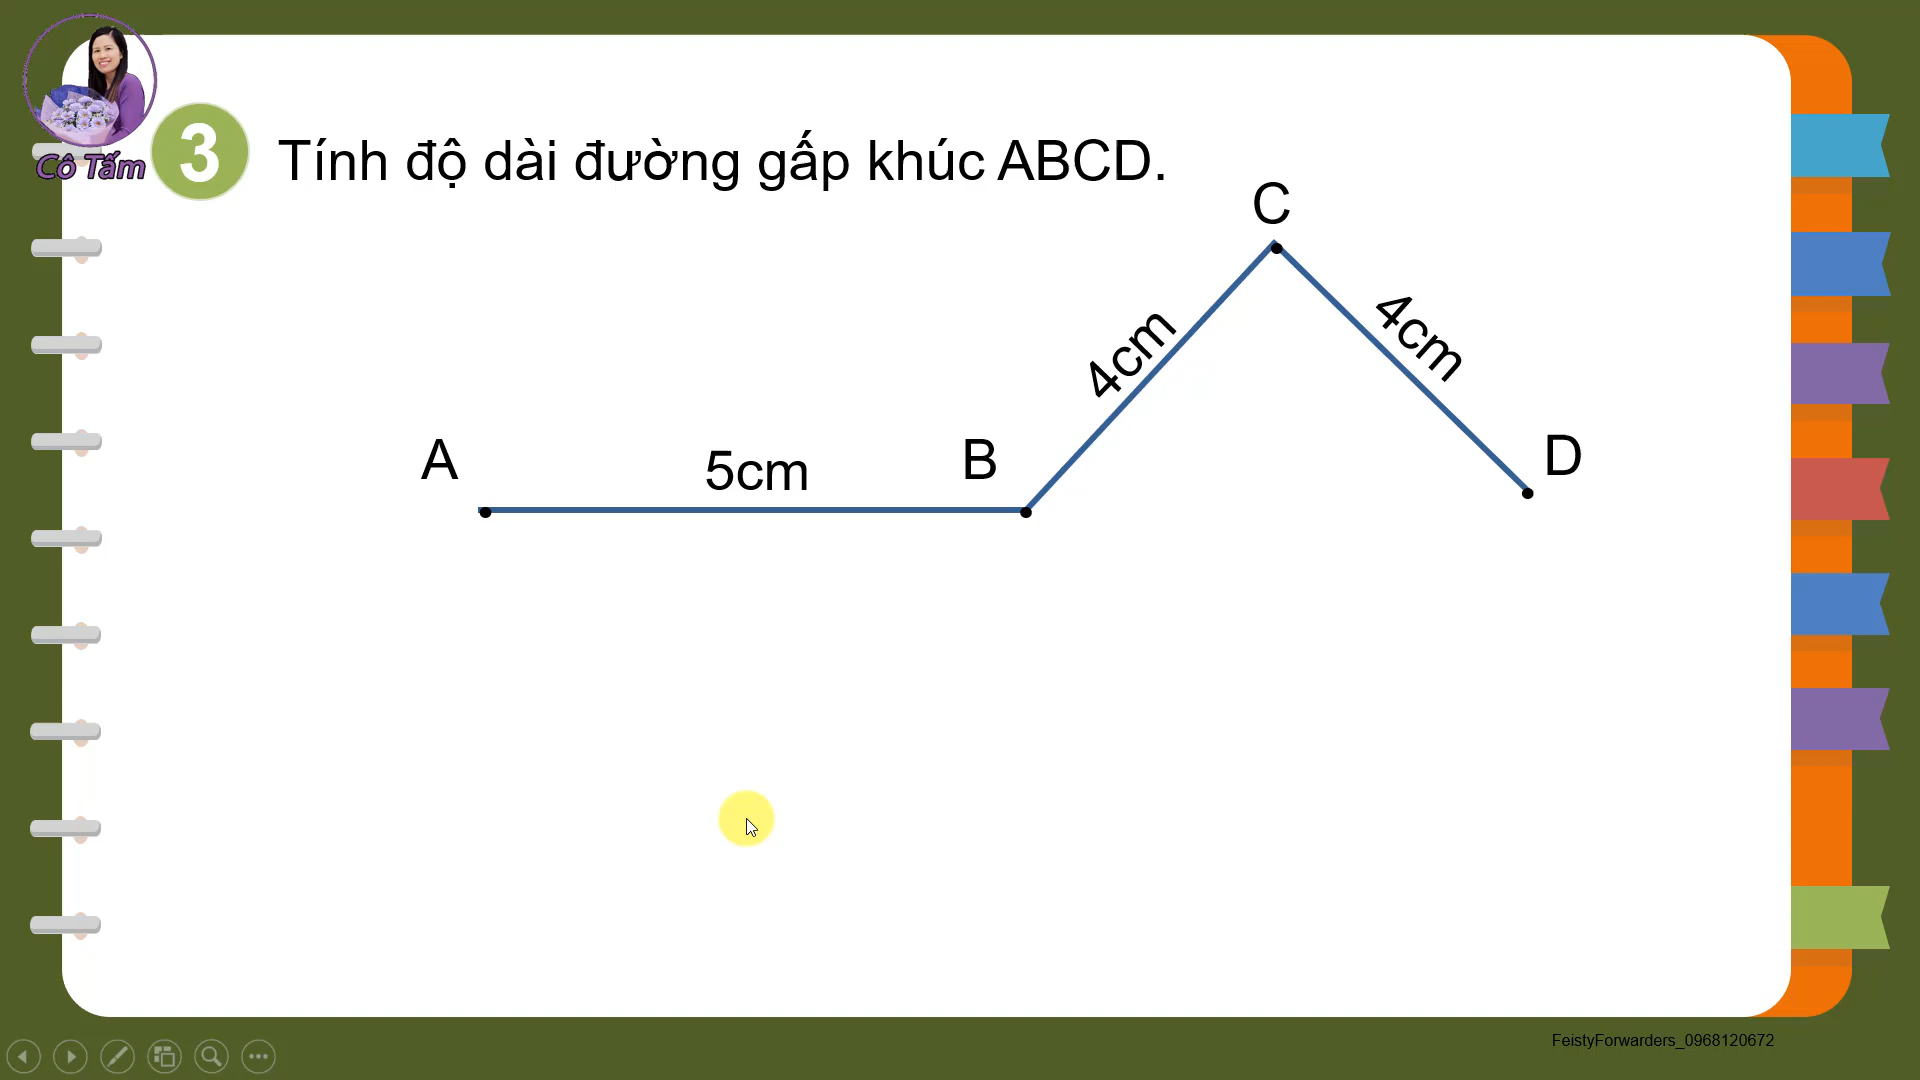 Cô Tấm
3 Tính độ dài đường gấp khúc ABCD.
C
4cm
4cm
A
5cm
B
D
FeistyForwarders_0968120672